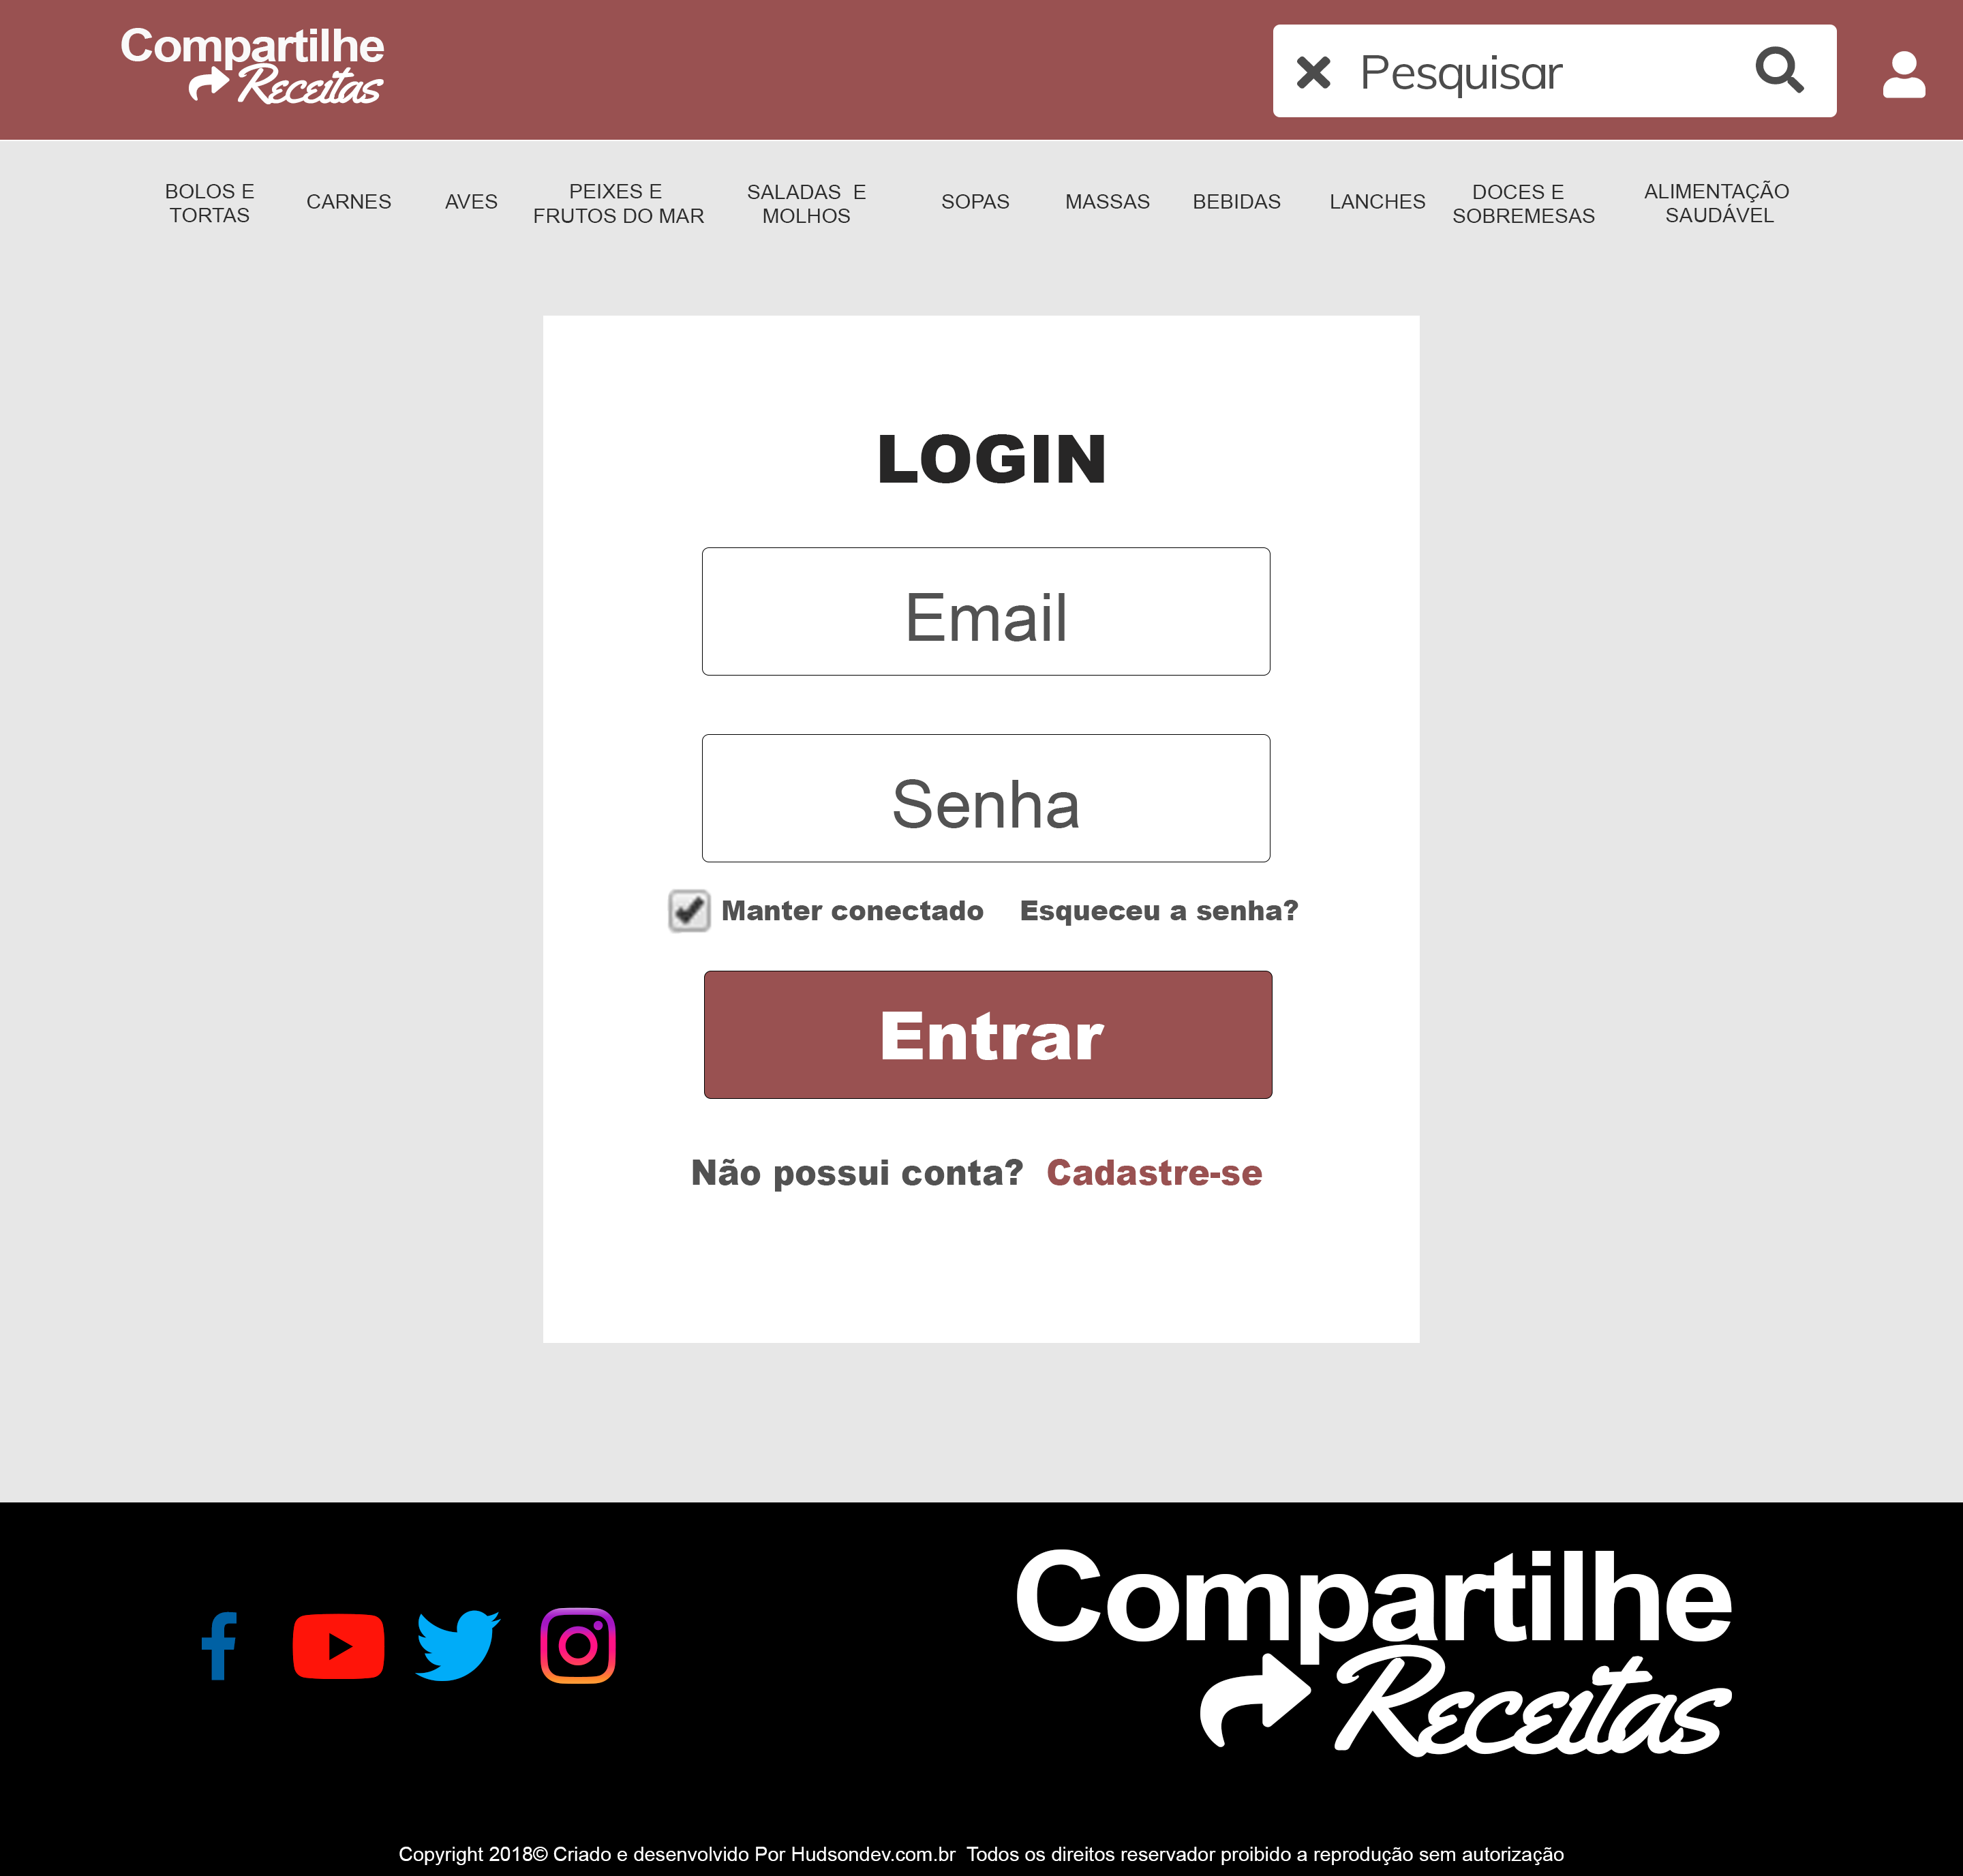 Compartilhe
Receitas
Pesquisar
BOLOS E
TORTAS
CARNES
AVES
PEIXES E
FRUTOS DO MAR
SALADAS E
MOLHOS
SOPAS
MASSAS
BEBIDAS
LANCHES
DOCES E
SOBREMESAS
ALIMENTAÇÃO
SAUDÁVEL
LOGIN
Email
Senha
Manter conectado
Esqueceu a senha?
Entrar
Não possui conta? Cadastre-se
Compartilhe
Receitas
Copyright 2018© Criado e desenvolvido Por Hudsondev.com.br Todos os direitos reservador proibido a reprodução sem autorização